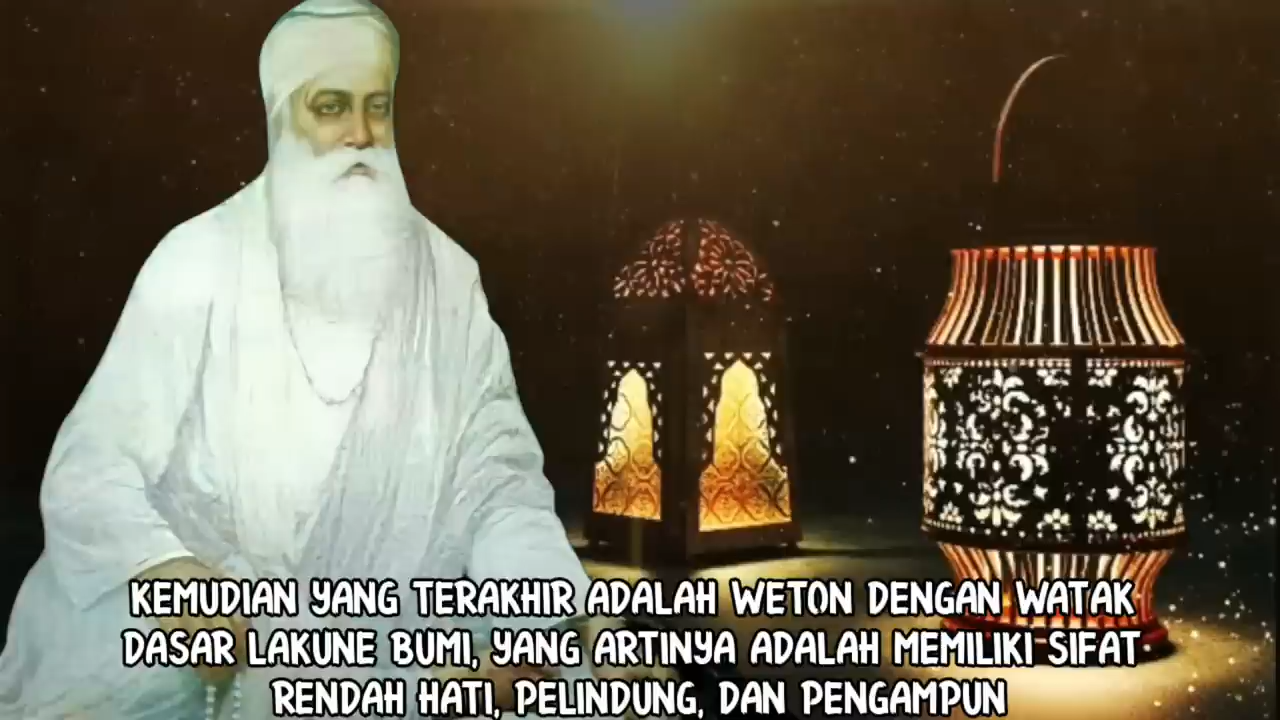 KEMUDIAN YANG TERAKHIR ADALAH WETON DENGAN WATAK
DASAR LAKUNE BUMI, YANG ARTINYA ADALAH MEMILIKI SIFAT
RENDAH HATI, PELINDUNG, DAN PENGAMPUN